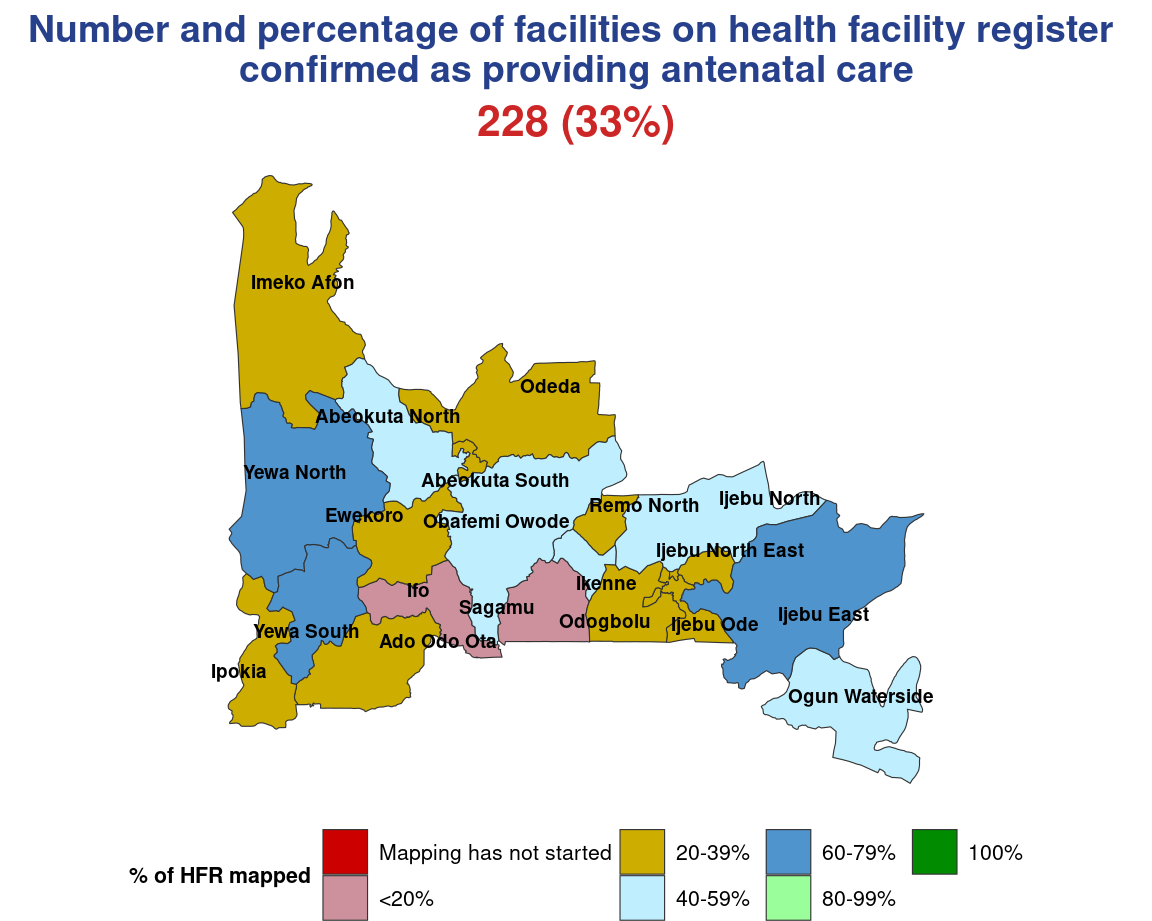 Number and percentage of facilities on health facility register
confirmed as providing antenatal care
228 (33%)
Imeko Afon
Odeda
Abeokuta North
Yewa North
Abeokuta South
Ijebu North
Remo North
Ewekoro
Obafemi Owode
Ijebu North East
Ikenne
Ifo
Sagamu
Ijebu East
Odogbolu
Ijebu Ode
Yewa South
Ado Odo Ota
Ipokia
Ogun Waterside
% of HFR mapped
Mapping has not started
20-39%
60-79%
100%
<20%
40-59%
80-99%